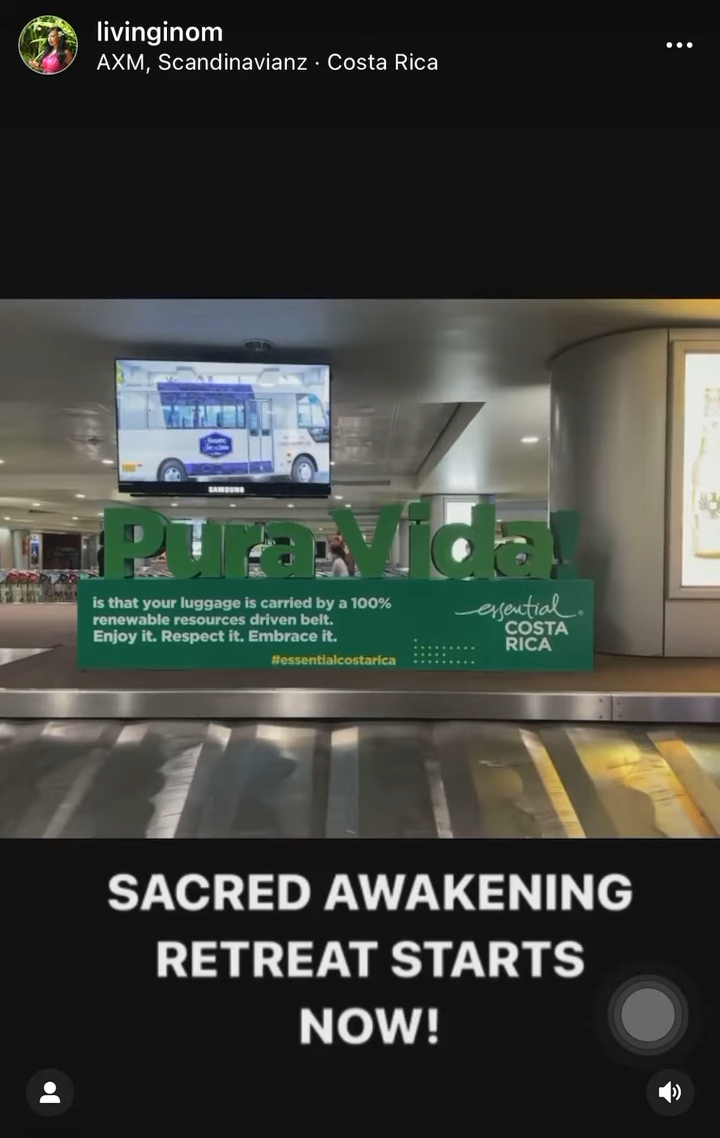 livinginom
AXM, Scandinavianz · Costa Rica
SAMSUNG
Pura Vida!
is that your luggage is carried by a 100%
renewable resources driven belt.
Enjoy it. Respect it. Embrace it.
#essentialcostarica
essential
COSTA
RICA
SACRED AWAKENING
RETREAT STARTS
NOW!